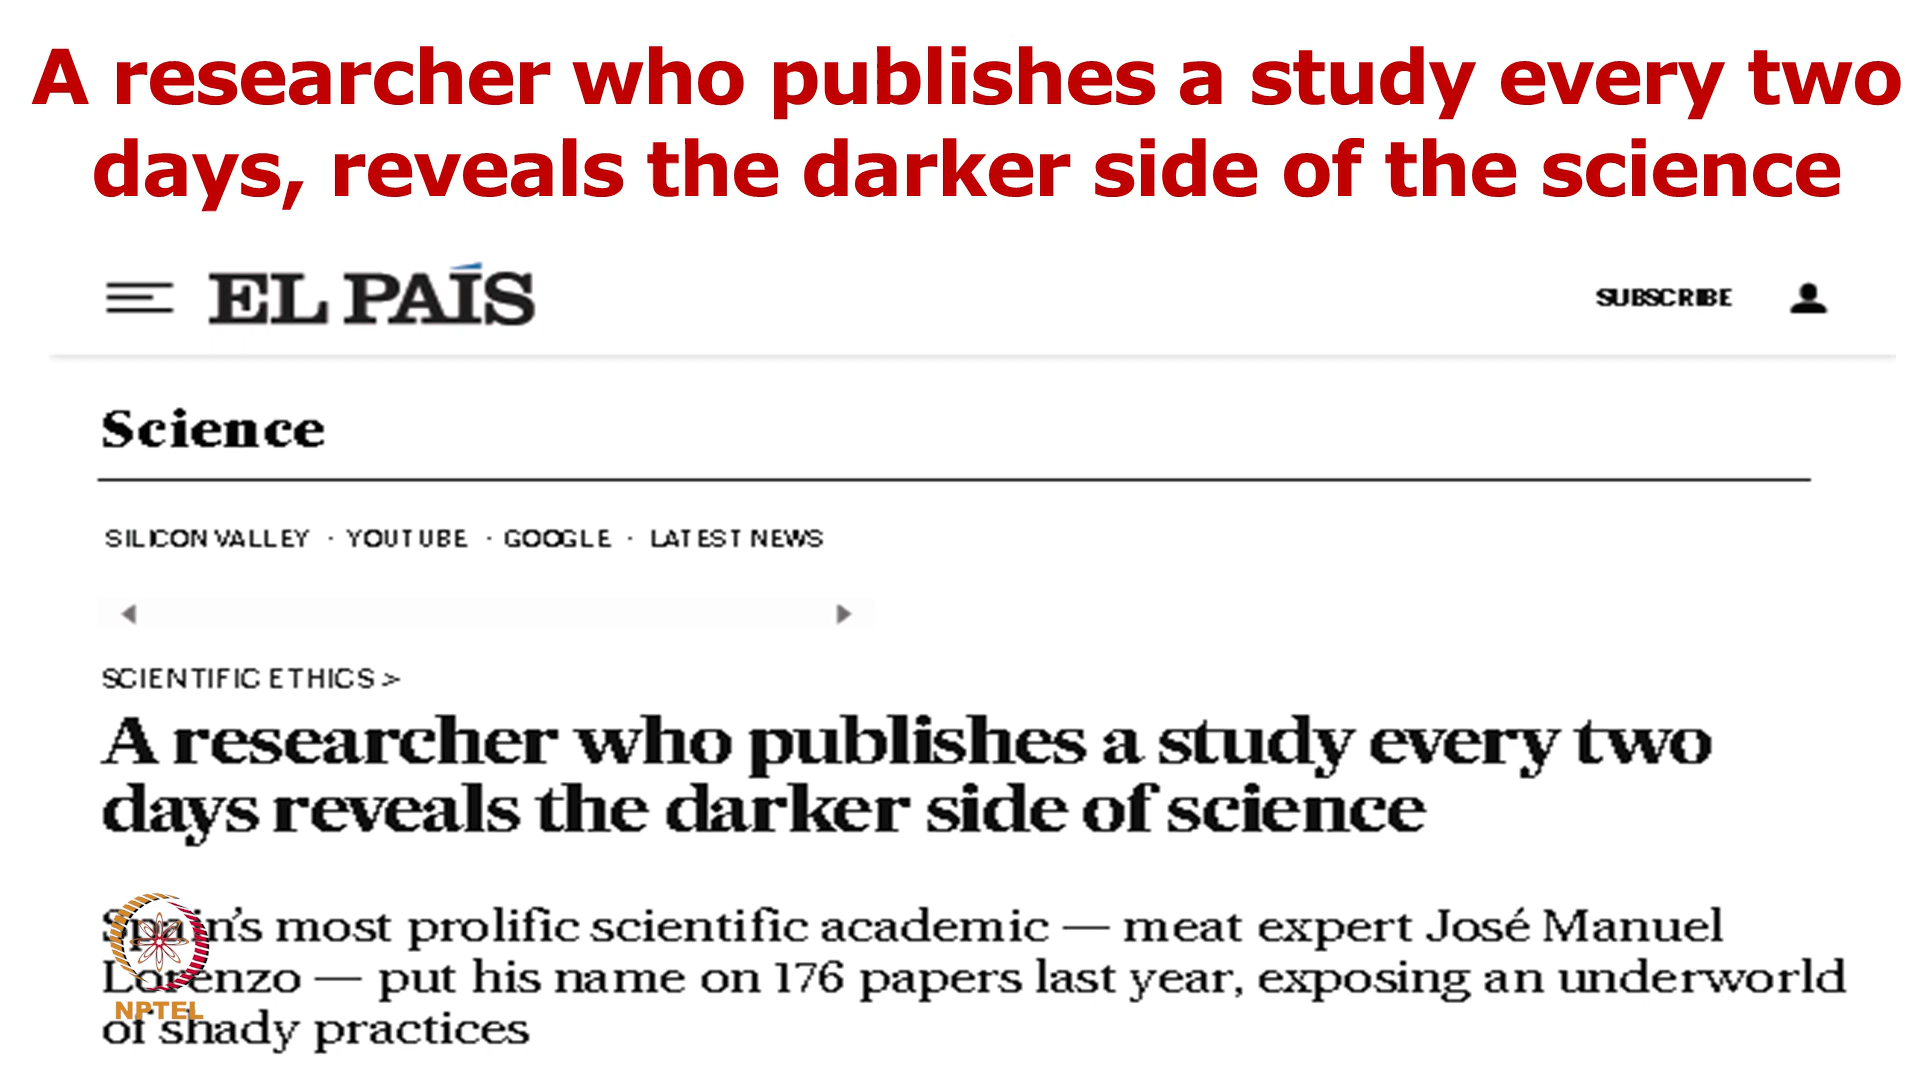 A researcher who publishes a study every two
days, reveals the darker side of the science
EL PAÍS
SUBSCRIBE
Science
SILICON VALLEY · YOUTUBE · GOOGLE · LATEST NEWS
SCIENTIFIC ETHICS >
A researcher who publishes a study every two
days reveals the darker side of science
Spain's most prolific scientific academic — meat expert José Manuel
Lorenzo — put his name on 176 papers last year, exposing an underworld
of shady practices
NPTEL